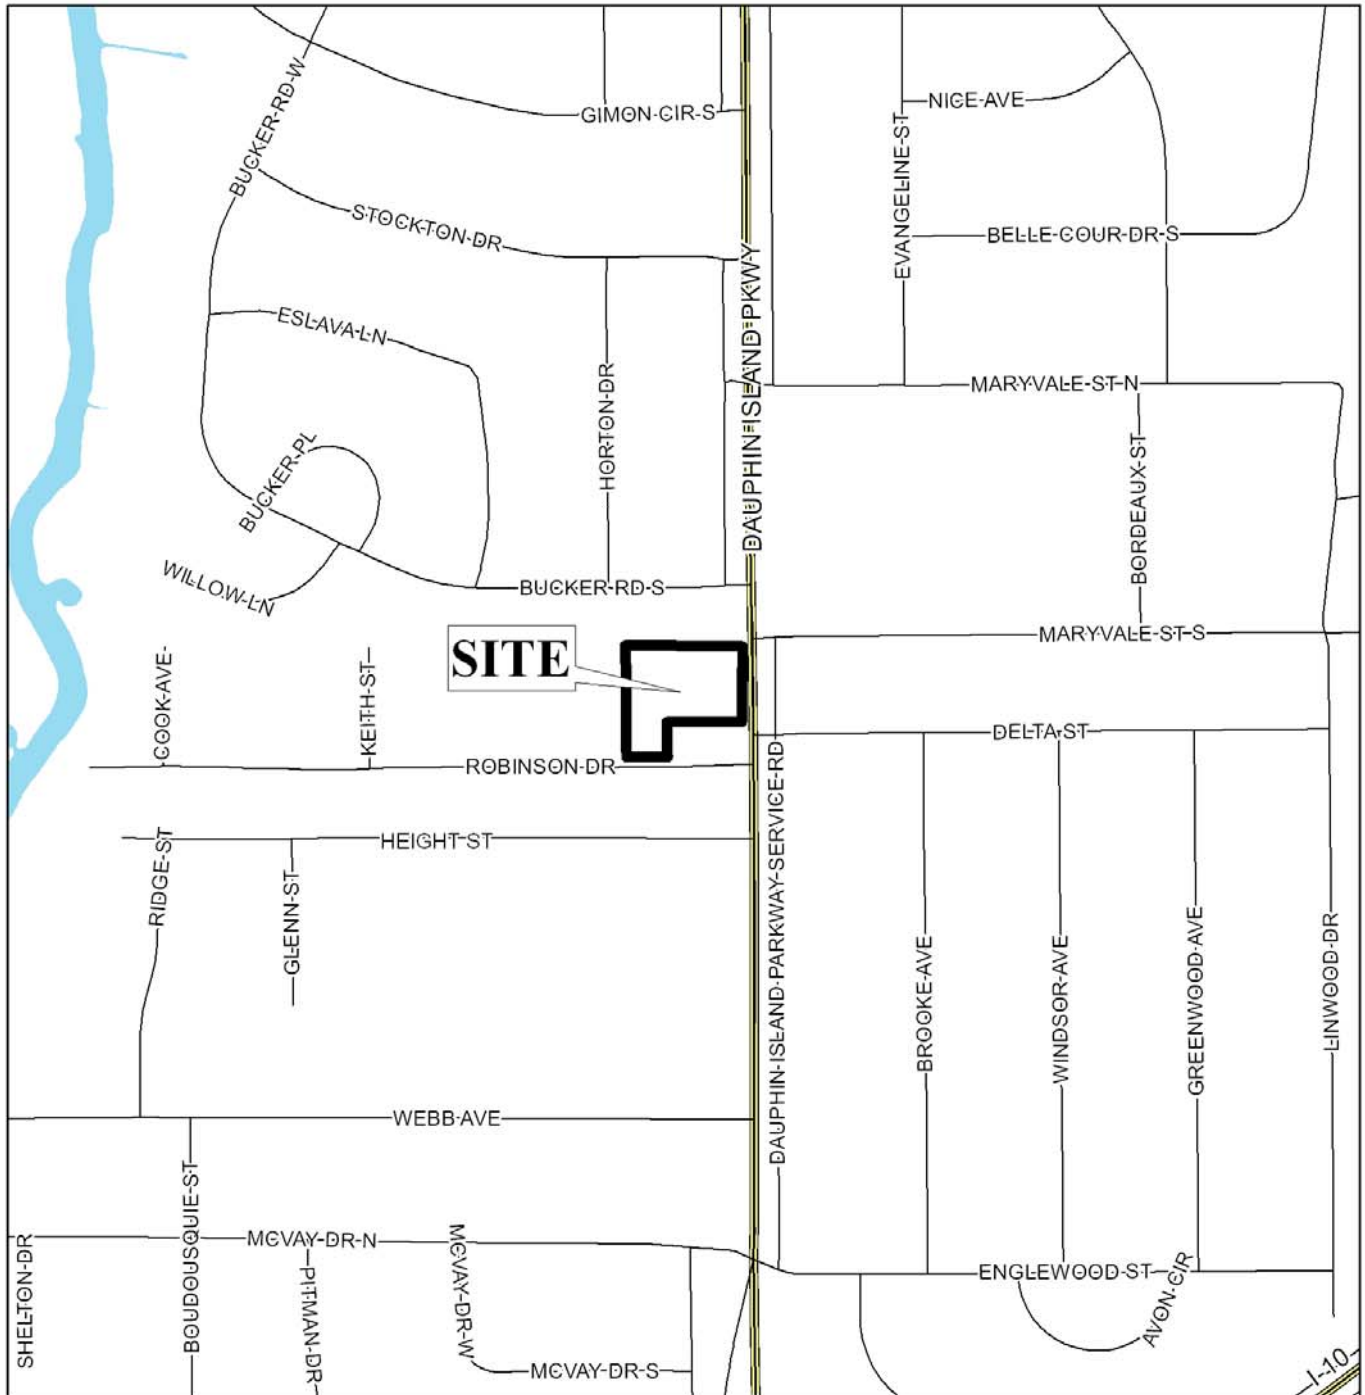 GIMON CIR S
NICE AVE
BUCKER RD W
EVANGELINE ST
STOCKTON DR
BELLE COUR DR S
DAUPHIN ISLAND PKWY
ESLAVA LN
HORTON DR
MARYVALE ST N
BORDEAUX ST
BUCKER PL
WILLOW LN
BUCKER RD S
SITE
MARYVALE ST S
COOK AVE
KEITH ST
DELTA ST
ROBINSON DR
HEIGHT ST
RIDGE ST
GLENN ST
DAUPHIN ISLAND PARKWAY SERVICE RD
BROOKE AVE
WINDSOR AVE
GREENWOOD AVE
LINWOOD DR
WEBB AVE
BOUDOUSQUIE ST
SHELTON DR
MCVAY DR N
PITMAN DR
MCVAY DR W
MCVAY DR S
ENGLEWOOD ST
AVON CIR
I-10